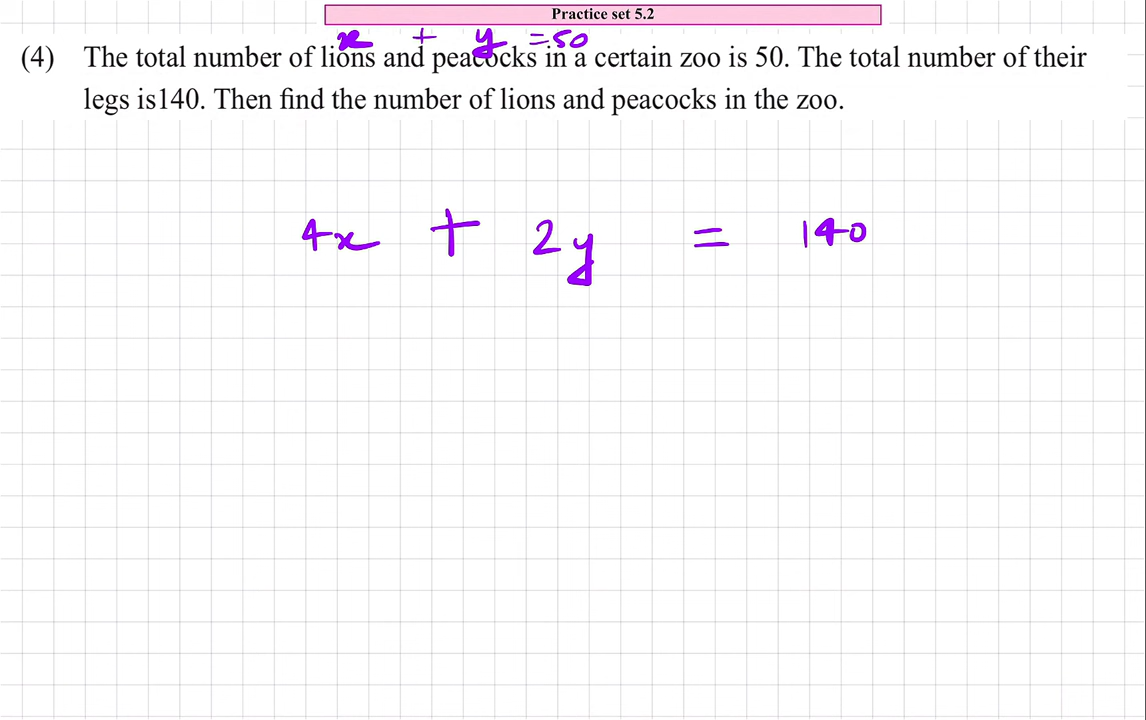 Practice set 5.2
x + y = 50
(4) The total number of lions and peacocks in a certain zoo is 50. The total number of their
legs is140. Then find the number of lions and peacocks in the zoo.
4x + 2y = 140